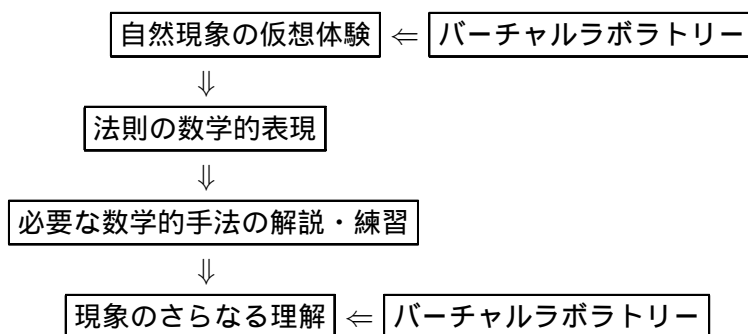 自然現象の仮想体験 ⇐ バーチャルラボラトリー
⇓
法則の数学的表現
⇓
必要な数学的手法の解説・練習
⇓
現象のさらなる理解 ⇐ バーチャルラボラトリー